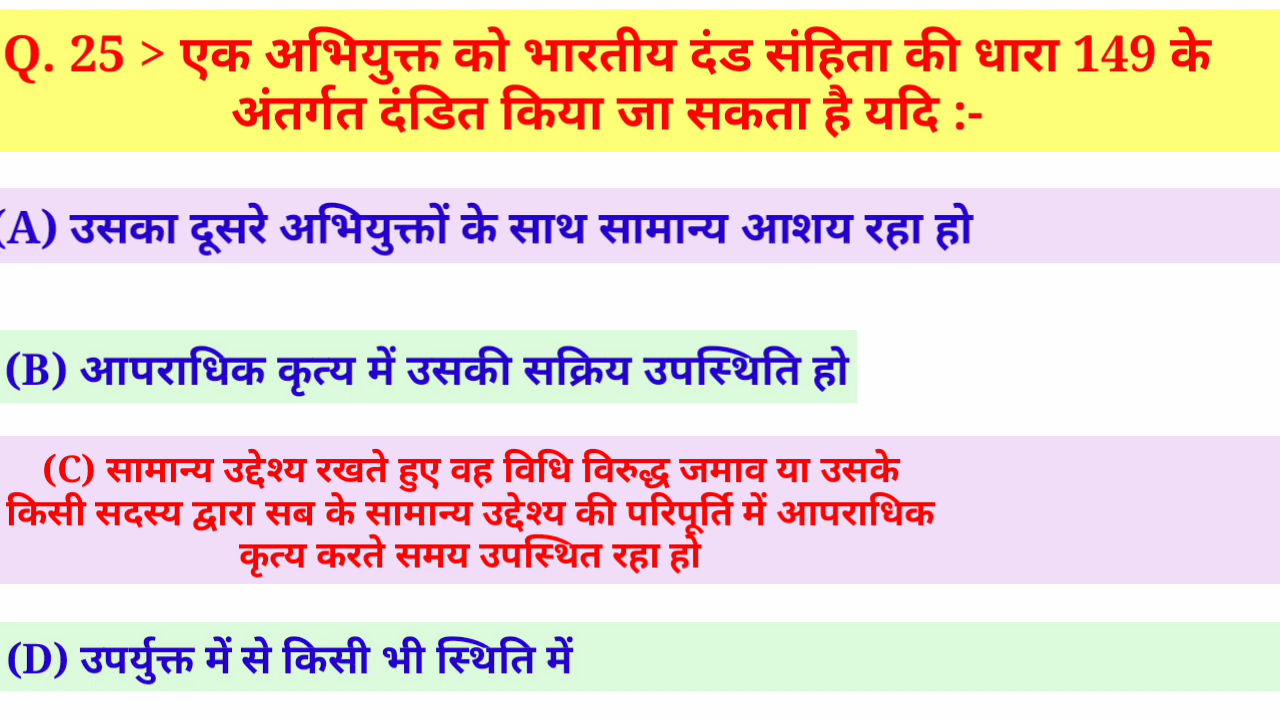 Q. 25 > एक अभियुक्त को भारतीय दंड संहिता की धारा 149 के
अंतर्गत दंडित किया जा सकता है यदि :-
(A) उसका दूसरे अभियुक्तों के साथ सामान्य आशय रहा हो
(B) आपराधिक कृत्य में उसकी सक्रिय उपस्थिति हो
(C) सामान्य उद्देश्य रखते हुए वह विधि विरुद्ध जमाव या उसके
किसी सदस्य द्वारा सब के सामान्य उद्देश्य की परिपूर्ति में आपराधिक
कृत्य करते समय उपस्थित रहा हो
(D) उपर्युक्त में से किसी भी स्थिति में